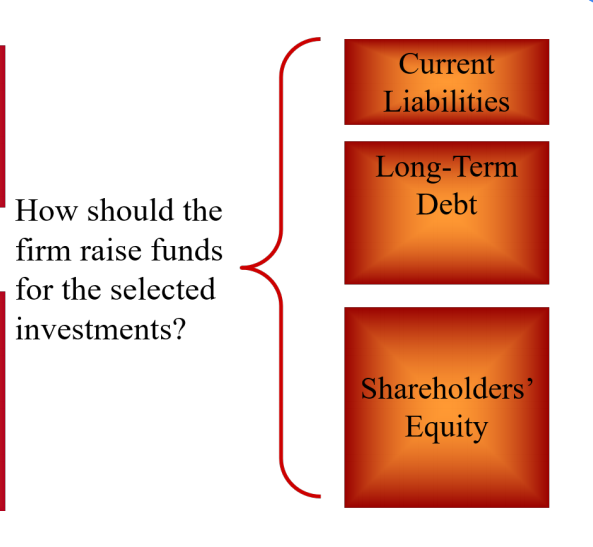 How should the
firm raise funds
for the selected
investments?
Current
Liabilities
Long-Term
Debt
Shareholders’
Equity